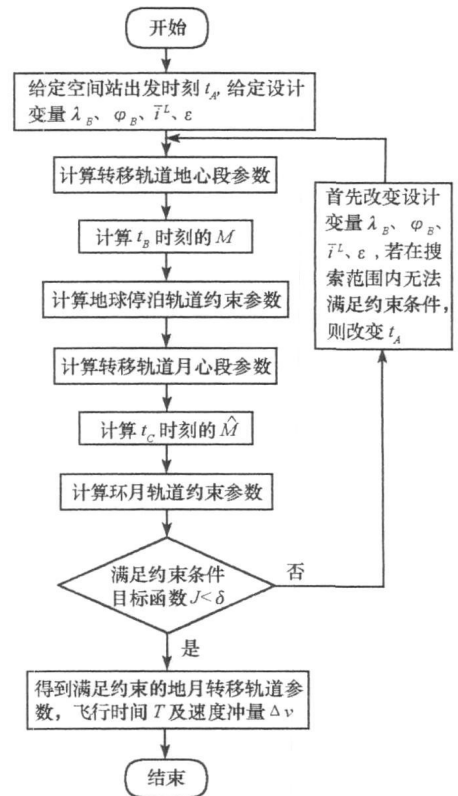 开始
给定空间站出发时刻 t_A, 给定设计
变量 λ_B、φ_B、i̅^L、ε
计算转移轨道地心段参数
计算 t_B 时刻的 M
计算地球停泊轨道约束参数
计算转移轨道月心段参数
计算 t_C 时刻的 M̂
计算环月轨道约束参数
满足约束条件
目标函数 J<δ
否
首先改变设计
变量 λ_B、φ_B、
i̅^L、ε, 若在搜
索范围内无法
满足约束条件,
则改变 t_A
是
得到满足约束的地月转移轨道参
数, 飞行时间 T 及速度冲量 Δv
结束